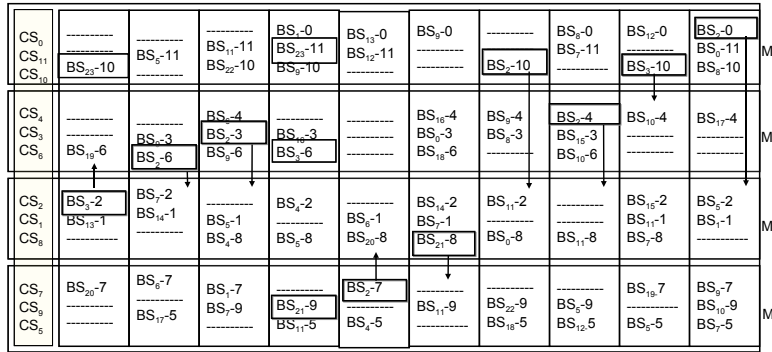 CS₀ ---------- ---------- ---------- BS₁-0 BS₁₃-0 BS₉-0 ---------- BS₈-0 BS₁₂-0 BS₂-0
CS₁₁ ---------- BS₅-11 BS₁₁-11 BS₂₃-11 BS₁₂-11 ---------- ---------- BS₇-11 ---------- BS₀-11 M
CS₁₀ BS₂₃-10 ---------- BS₂₂-10 BS₉-10 ---------- ---------- BS₂-10 ---------- BS₃-10 BS₈-10
CS₄ ---------- ---------- -4 ---------- ---------- BS₁₆-4 BS₉-4 BS₂-4 BS₁₀-4 BS₁₇-4
CS₃ ---------- -3 BS₂-3 BS₁₆-3 ---------- BS₀-3 BS₈-3 BS₁₅-3 ---------- ---------- M
CS₆ BS₁₉-6 BS₂-6 BS₉-6 BS₃-6 ---------- BS₁₈-6 ---------- BS₁₀-6 ---------- ----------
CS₂ BS₃-2 BS₇-2 ---------- BS₄-2 ---------- BS₁₄-2 BS₁₁-2 ---------- BS₁₅-2 BS₅-2
CS₁ BS₁₃-1 BS₁₄-1 BS₅-1 ---------- BS₆-1 BS₇-1 ---------- ---------- BS₁₁-1 BS₁-1 M
CS₈ ---------- ---------- BS₄-8 BS₅-8 BS₂₀-8 BS₂₁-8 BS₀-8 BS₁₁-8 BS₇-8 ----------
CS₇ BS₂₀-7 BS₆-7 BS₁-7 ---------- BS₂-7 ---------- ---------- ---------- BS₁₉-7 BS₉-7
CS₉ ---------- ---------- BS₇-9 BS₂₁-9 ---------- BS₁₁-9 BS₂₂-9 BS₅-9 ---------- BS₁₀-9 M
CS₅ ---------- BS₁₇-5 ---------- BS₁₁-5 BS₄-5 ---------- BS₁₈-5 BS₁₂-5 BS₅-5 BS₇-5